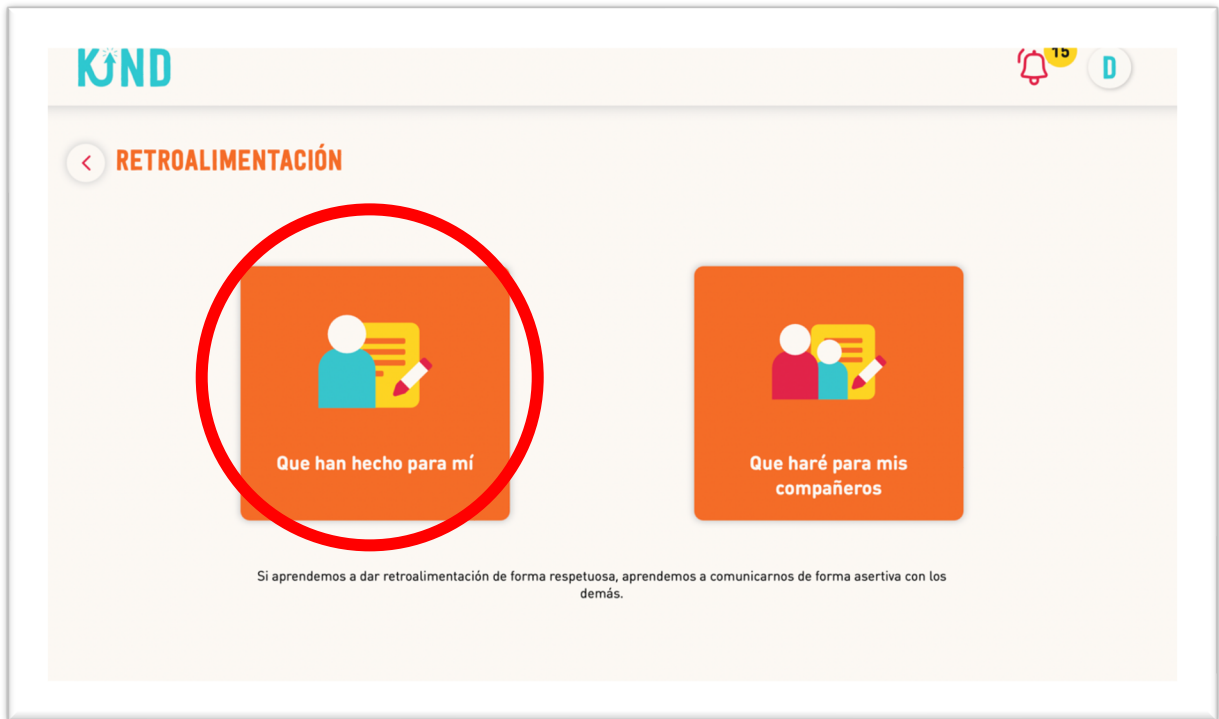 KIND
15
D
RETROALIMENTACIÓN
Que han hecho para mí
Que haré para mis
compañeros
Si aprendemos a dar retroalimentación de forma respetuosa, aprendemos a comunicarnos de forma asertiva con los
demás.